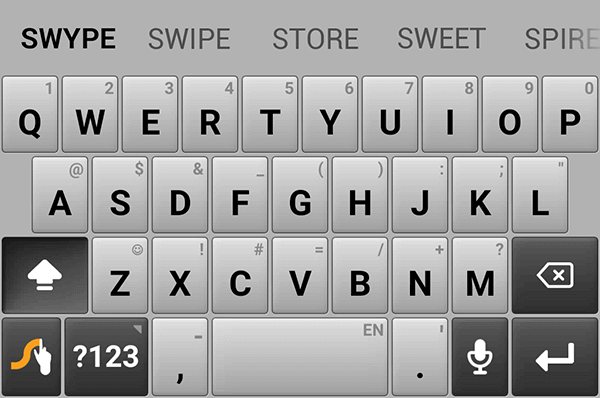 SWYPE SWIPE STORE SWEET SPIRE
1 2 3 4 5 6 7 8 9 0
Q W E R T Y U I O P
@ $ & _ ( ) : ; "
A S D F G H J K L
☺ ! # = / + ?
Z X C V B N M
- EN '
?123 , .